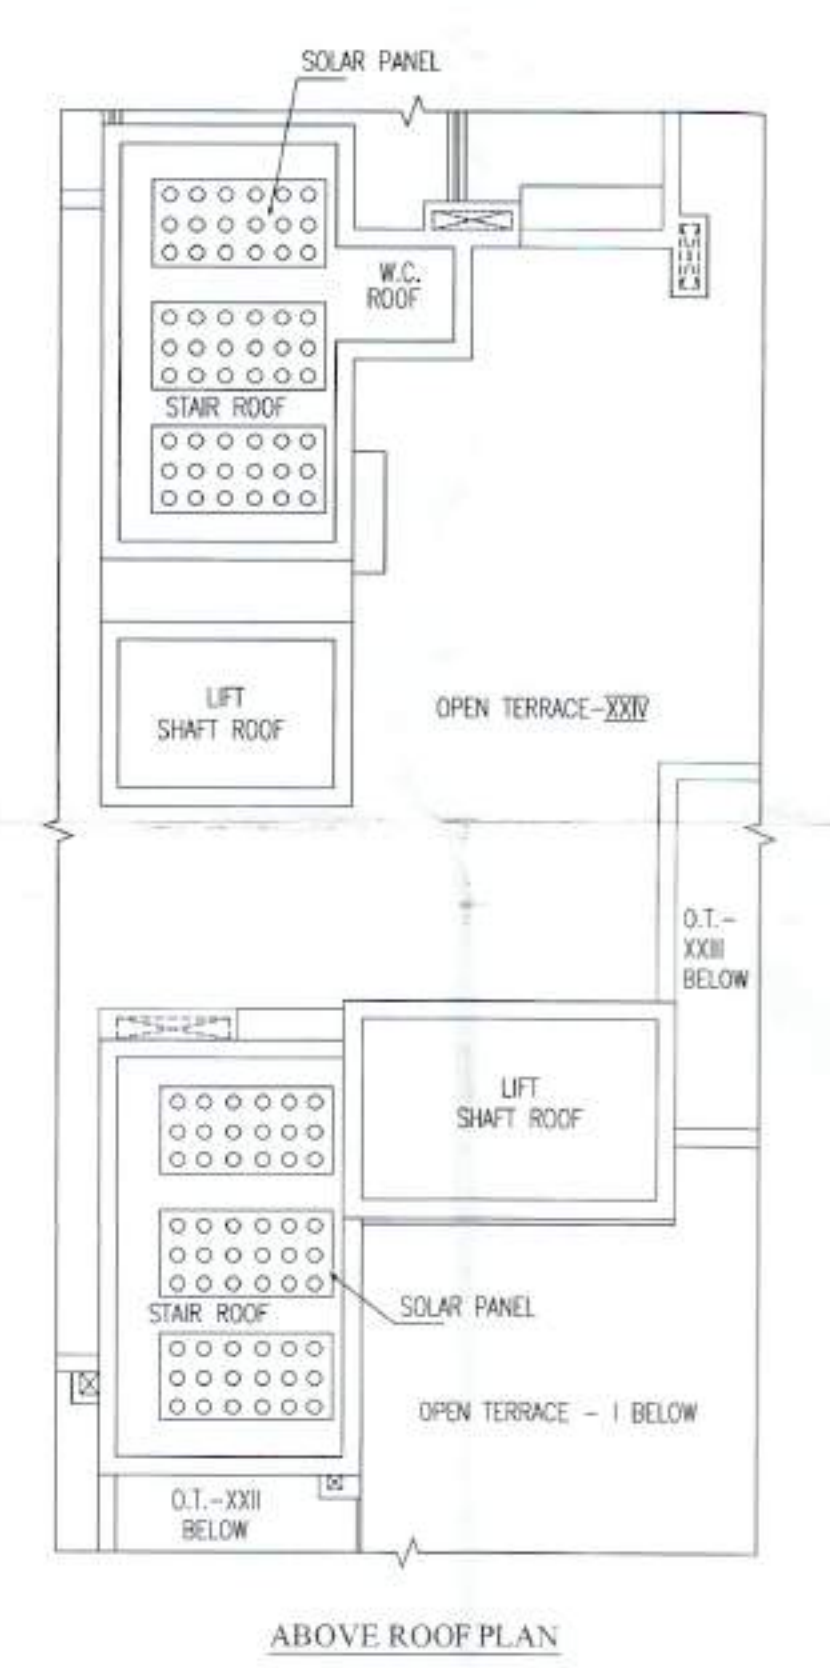 SOLAR PANEL
W.C.
ROOF
STAIR ROOF
LIFT
SHAFT ROOF
OPEN TERRACE-XXIV
O.T.-
XXIII
BELOW
LIFT
SHAFT ROOF
STAIR ROOF
SOLAR PANEL
OPEN TERRACE - I BELOW
O.T.-XXII
BELOW
ABOVE ROOF PLAN